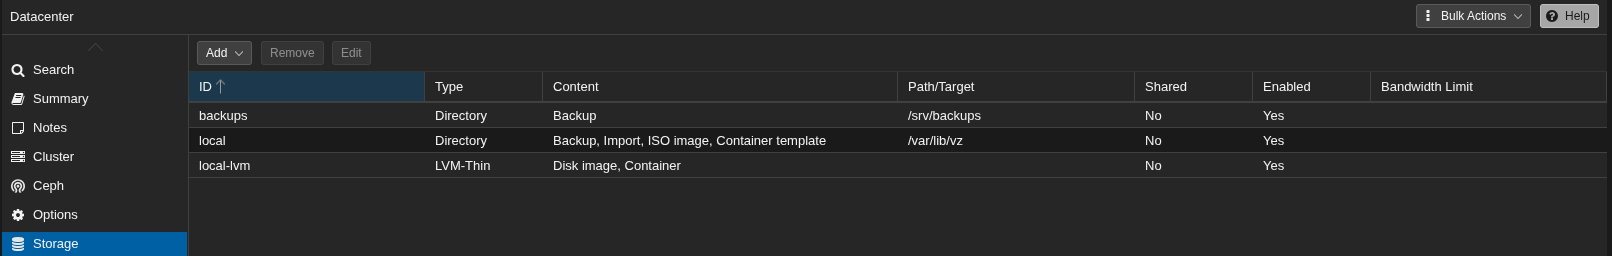 Datacenter
Bulk Actions
Help
Search
Summary
Notes
Cluster
Ceph
Options
Storage
Add Remove Edit
ID Type Content Path/Target Shared Enabled Bandwidth Limit
backups Directory Backup /srv/backups No Yes
local Directory Backup, Import, ISO image, Container template /var/lib/vz No Yes
local-lvm LVM-Thin Disk image, Container No Yes